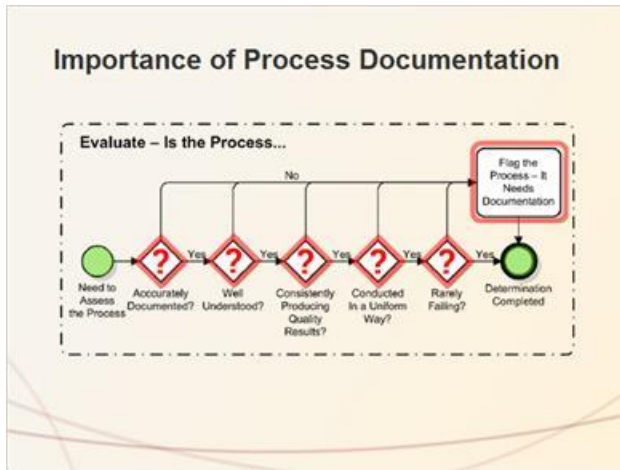 Importance of Process Documentation
Evaluate – Is the Process...
No
Flag the
Process – It
Needs
Documentation
?
Yes
?
Yes
?
Yes
?
Yes
?
Yes
Need to
Assess
the Process
Acccurately
Documented?
Well
Understood?
Consistently
Producing
Quality
Results?
Conducted
In a Uniform
Way?
Rarely
Failing?
Determination
Completed